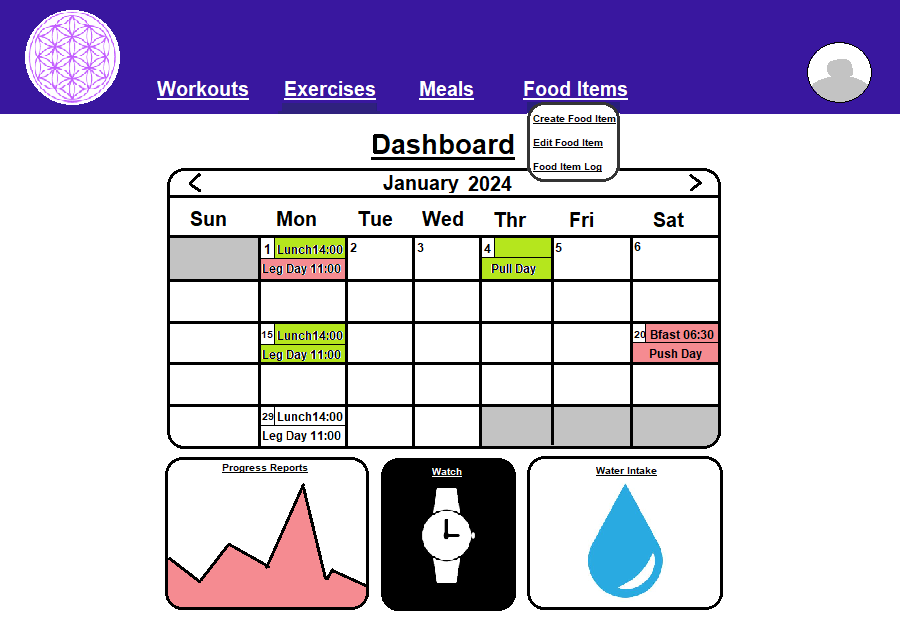 Workouts Exercises Meals Food Items
Create Food Item
Edit Food Item
Food Item Log
Dashboard
< January 2024 >
Sun Mon Tue Wed Thr Fri Sat
1 Lunch14:00 2 3 4 5 6
Leg Day 11:00 Pull Day
15 Lunch14:00 20 Bfast 06:30
Leg Day 11:00 Push Day
29 Lunch14:00
Leg Day 11:00
Progress Reports Watch Water Intake